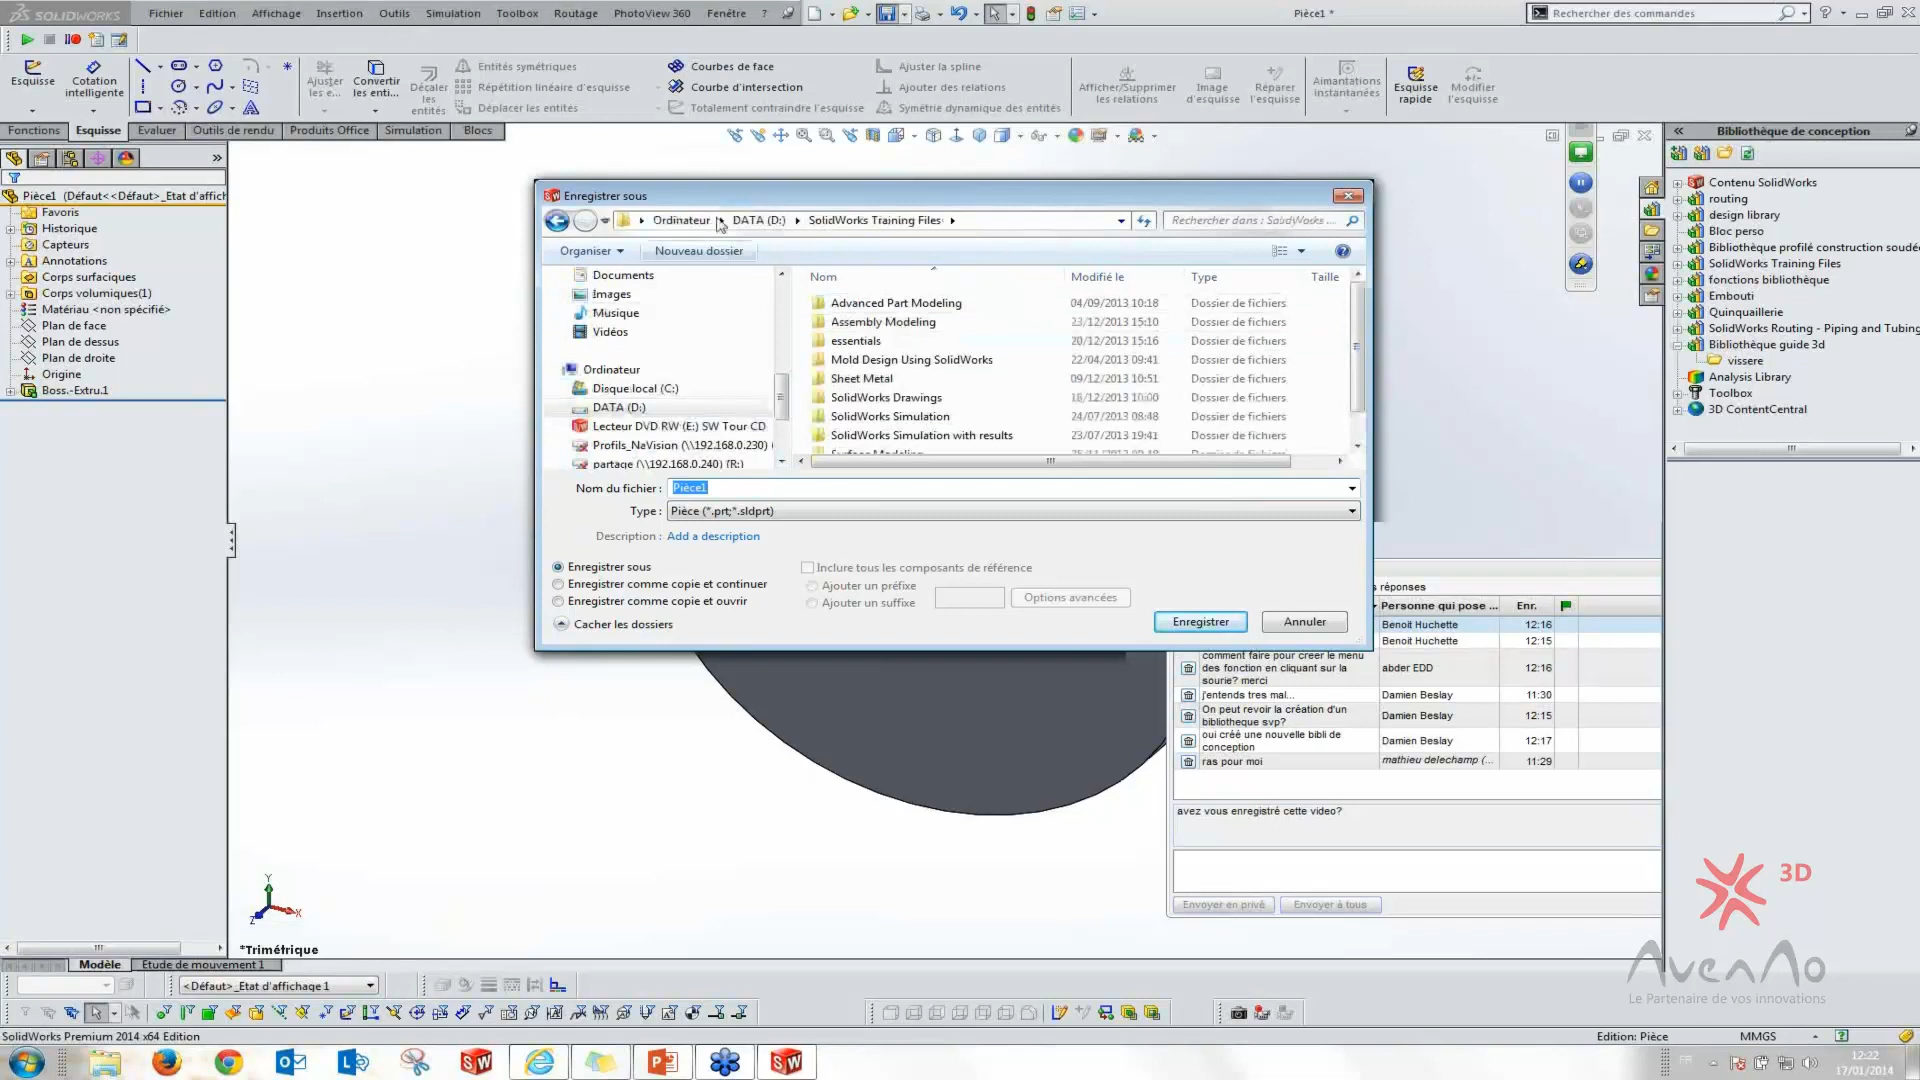 SOLIDWORKS Fichier Edition Affichage Insertion Outils Simulation Toolbox Routage PhotoView 360 Fenêtre ? Pièce1 * Rechercher des commandes
Esquisse Cotation intelligente
Ajuster les e... Convertir les enti... Décaler les entités
Entités symétriques
Répétition linéaire d'esquisse
Déplacer les entités
Courbes de face
Courbe d'intersection
Totalement contraindre l'esquisse
Ajuster la spline
Ajouter des relations
Symétrie dynamique des entités
Afficher/Supprimer les relations Image d'esquisse Réparer l'esquisse Aimantations instantanées Esquisse rapide Modifier l'esquisse
Fonctions Esquisse Evaluer Outils de rendu Produits Office Simulation Blocs
Pièce1 (Défaut<<Défaut>_Etat d'affich
Favoris
Historique
Capteurs
Annotations
Corps surfaciques
Corps volumiques(1)
Matériau <non spécifié>
Plan de face
Plan de dessus
Plan de droite
Origine
Boss.-Extru.1
Enregistrer sous
Ordinateur DATA (D:) SolidWorks Training Files Rechercher dans : SolidWorks ...
Organiser Nouveau dossier
Documents
Images
Musique
Vidéos
Ordinateur
Disque local (C:)
DATA (D:)
Lecteur DVD RW (E:) SW Tour CD
Profils_NaVision (\\192.168.0.230) (
partage (\\192.168.0.240) (R:)
Nom Modifié le Type Taille
Advanced Part Modeling 04/09/2013 10:18 Dossier de fichiers
Assembly Modeling 23/12/2013 15:10 Dossier de fichiers
essentials 20/12/2013 15:16 Dossier de fichiers
Mold Design Using SolidWorks 22/04/2013 09:41 Dossier de fichiers
Sheet Metal 09/12/2013 10:51 Dossier de fichiers
SolidWorks Drawings 18/12/2013 10:00 Dossier de fichiers
SolidWorks Simulation 24/07/2013 08:48 Dossier de fichiers
SolidWorks Simulation with results 23/07/2013 19:41 Dossier de fichiers
Nom du fichier : Pièce1
Type : Pièce (*.prt;*.sldprt)
Description : Add a description
Enregistrer sous
Enregistrer comme copie et continuer
Enregistrer comme copie et ouvrir
Inclure tous les composants de référence
Ajouter un préfixe
Ajouter un suffixe
Options avancées
Cacher les dossiers
Enregistrer Annuler
Bibliothèque de conception
Contenu SolidWorks
routing
design library
Bloc perso
Bibliothèque profilé construction soudée
SolidWorks Training Files
fonctions bibliothèque
Embouti
Quinquaillerie
SolidWorks Routing - Piping and Tubing
Bibliothèque guide 3d
vissere
Analysis Library
Toolbox
3D ContentCentral
s réponses
Personne qui pose ... Enr.
Benoit Huchette 12:16
Benoit Huchette 12:15
comment faire pour creer le menu des fonction en cliquant sur la sourie? merci abder EDD 12:16
j'entends tres mal... Damien Beslay 11:30
On peut revoir la création d'un bibliotheque svp? Damien Beslay 12:15
oui créé une nouvelle bibli de conception Damien Beslay 12:17
ras pour moi mathieu delechamp (... 11:29
avez vous enregistré cette video?
Envoyer en privé Envoyer à tous
3D
AvenAo
Le Partenaire de vos innovations
Y
X
Z
*Trimétrique
Modèle Etude de mouvement 1
<Défaut>_Etat d'affichage 1
SolidWorks Premium 2014 x64 Edition Edition: Pièce MMGS
FR
12:22
17/01/2014